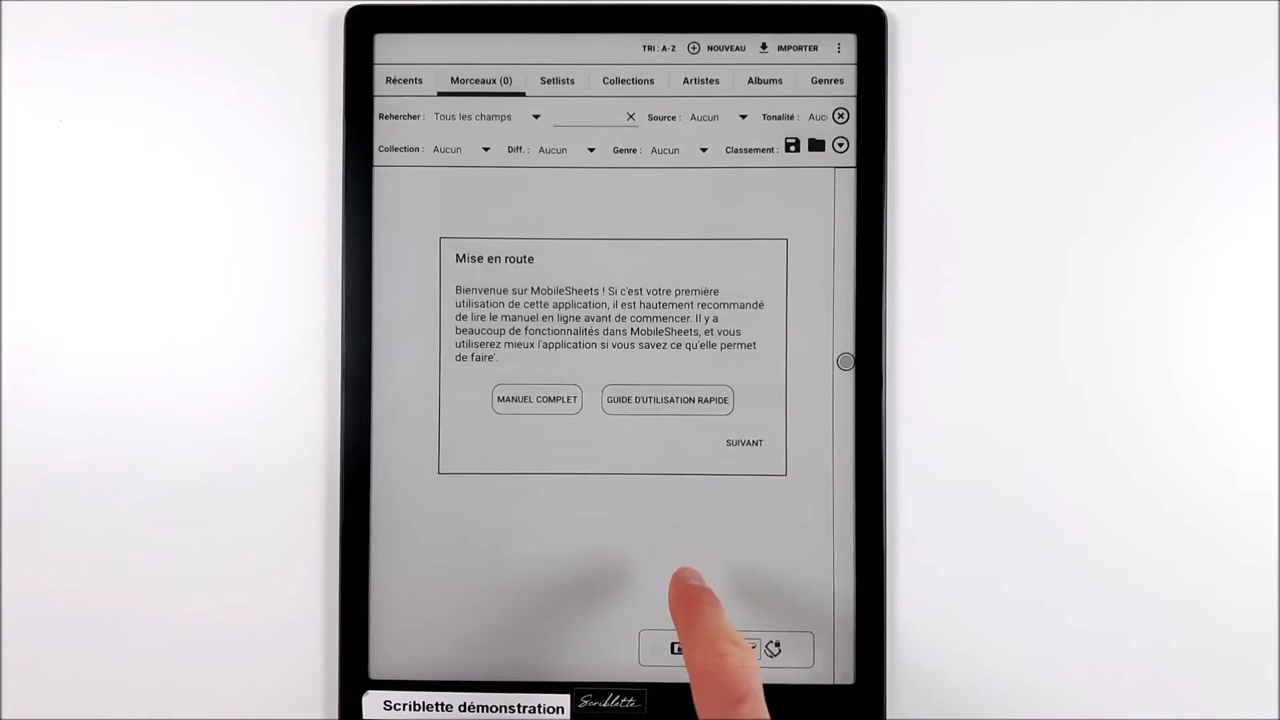 TRI : A-Z NOUVEAU IMPORTER
Récents Morceaux (0) Setlists Collections Artistes Albums Genres
Rehercher : Tous les champs Source : Aucun Tonalité : Auc
Collection : Aucun Diff. : Aucun Genre : Aucun Classement :
Mise en route
Bienvenue sur MobileSheets ! Si c'est votre première
utilisation de cette application, il est hautement recommandé
de lire le manuel en ligne avant de commencer. Il y a
beaucoup de fonctionnalités dans MobileSheets, et vous
utiliserez mieux l'application si vous savez ce qu'elle permet
de faire'.
MANUEL COMPLET GUIDE D'UTILISATION RAPIDE
SUIVANT
Scriblette démonstration Scriblette